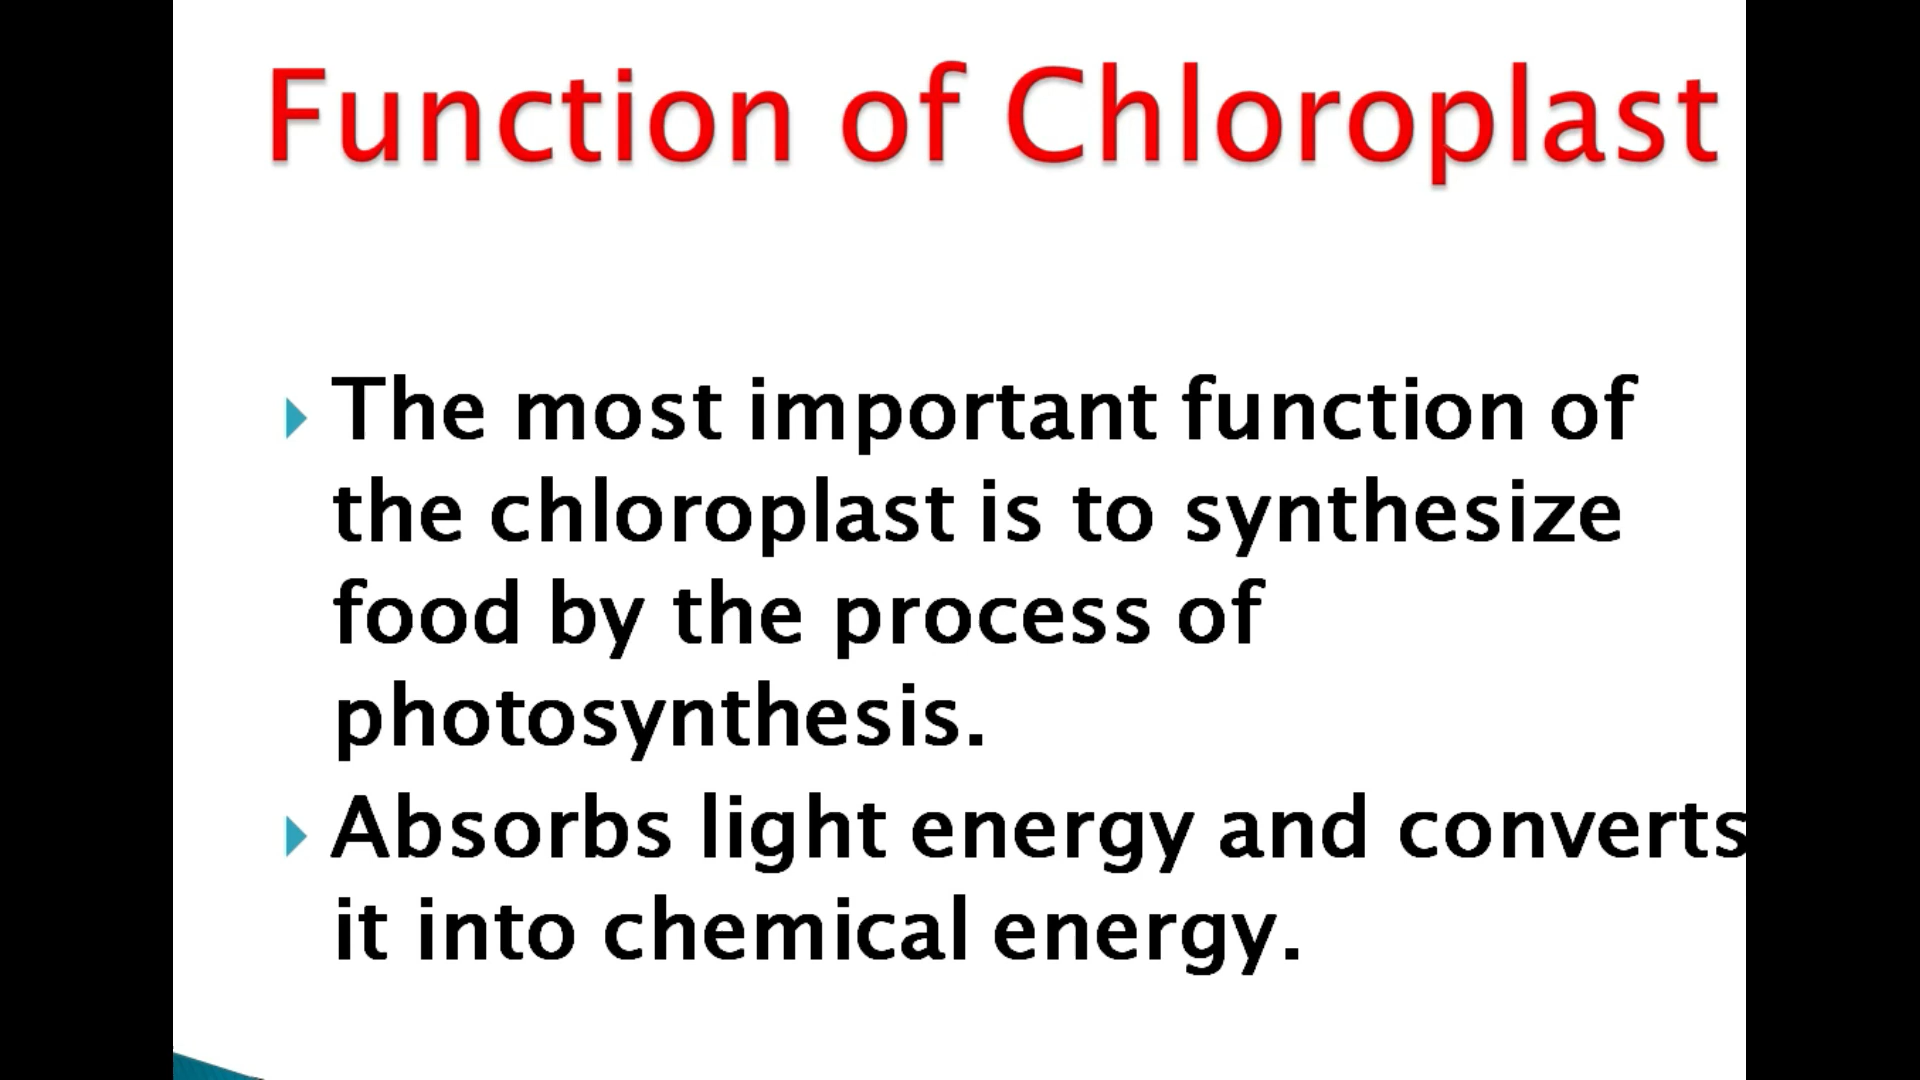 Function of Chloroplast
The most important function of
the chloroplast is to synthesize
food by the process of
photosynthesis.
Absorbs light energy and converts
it into chemical energy.